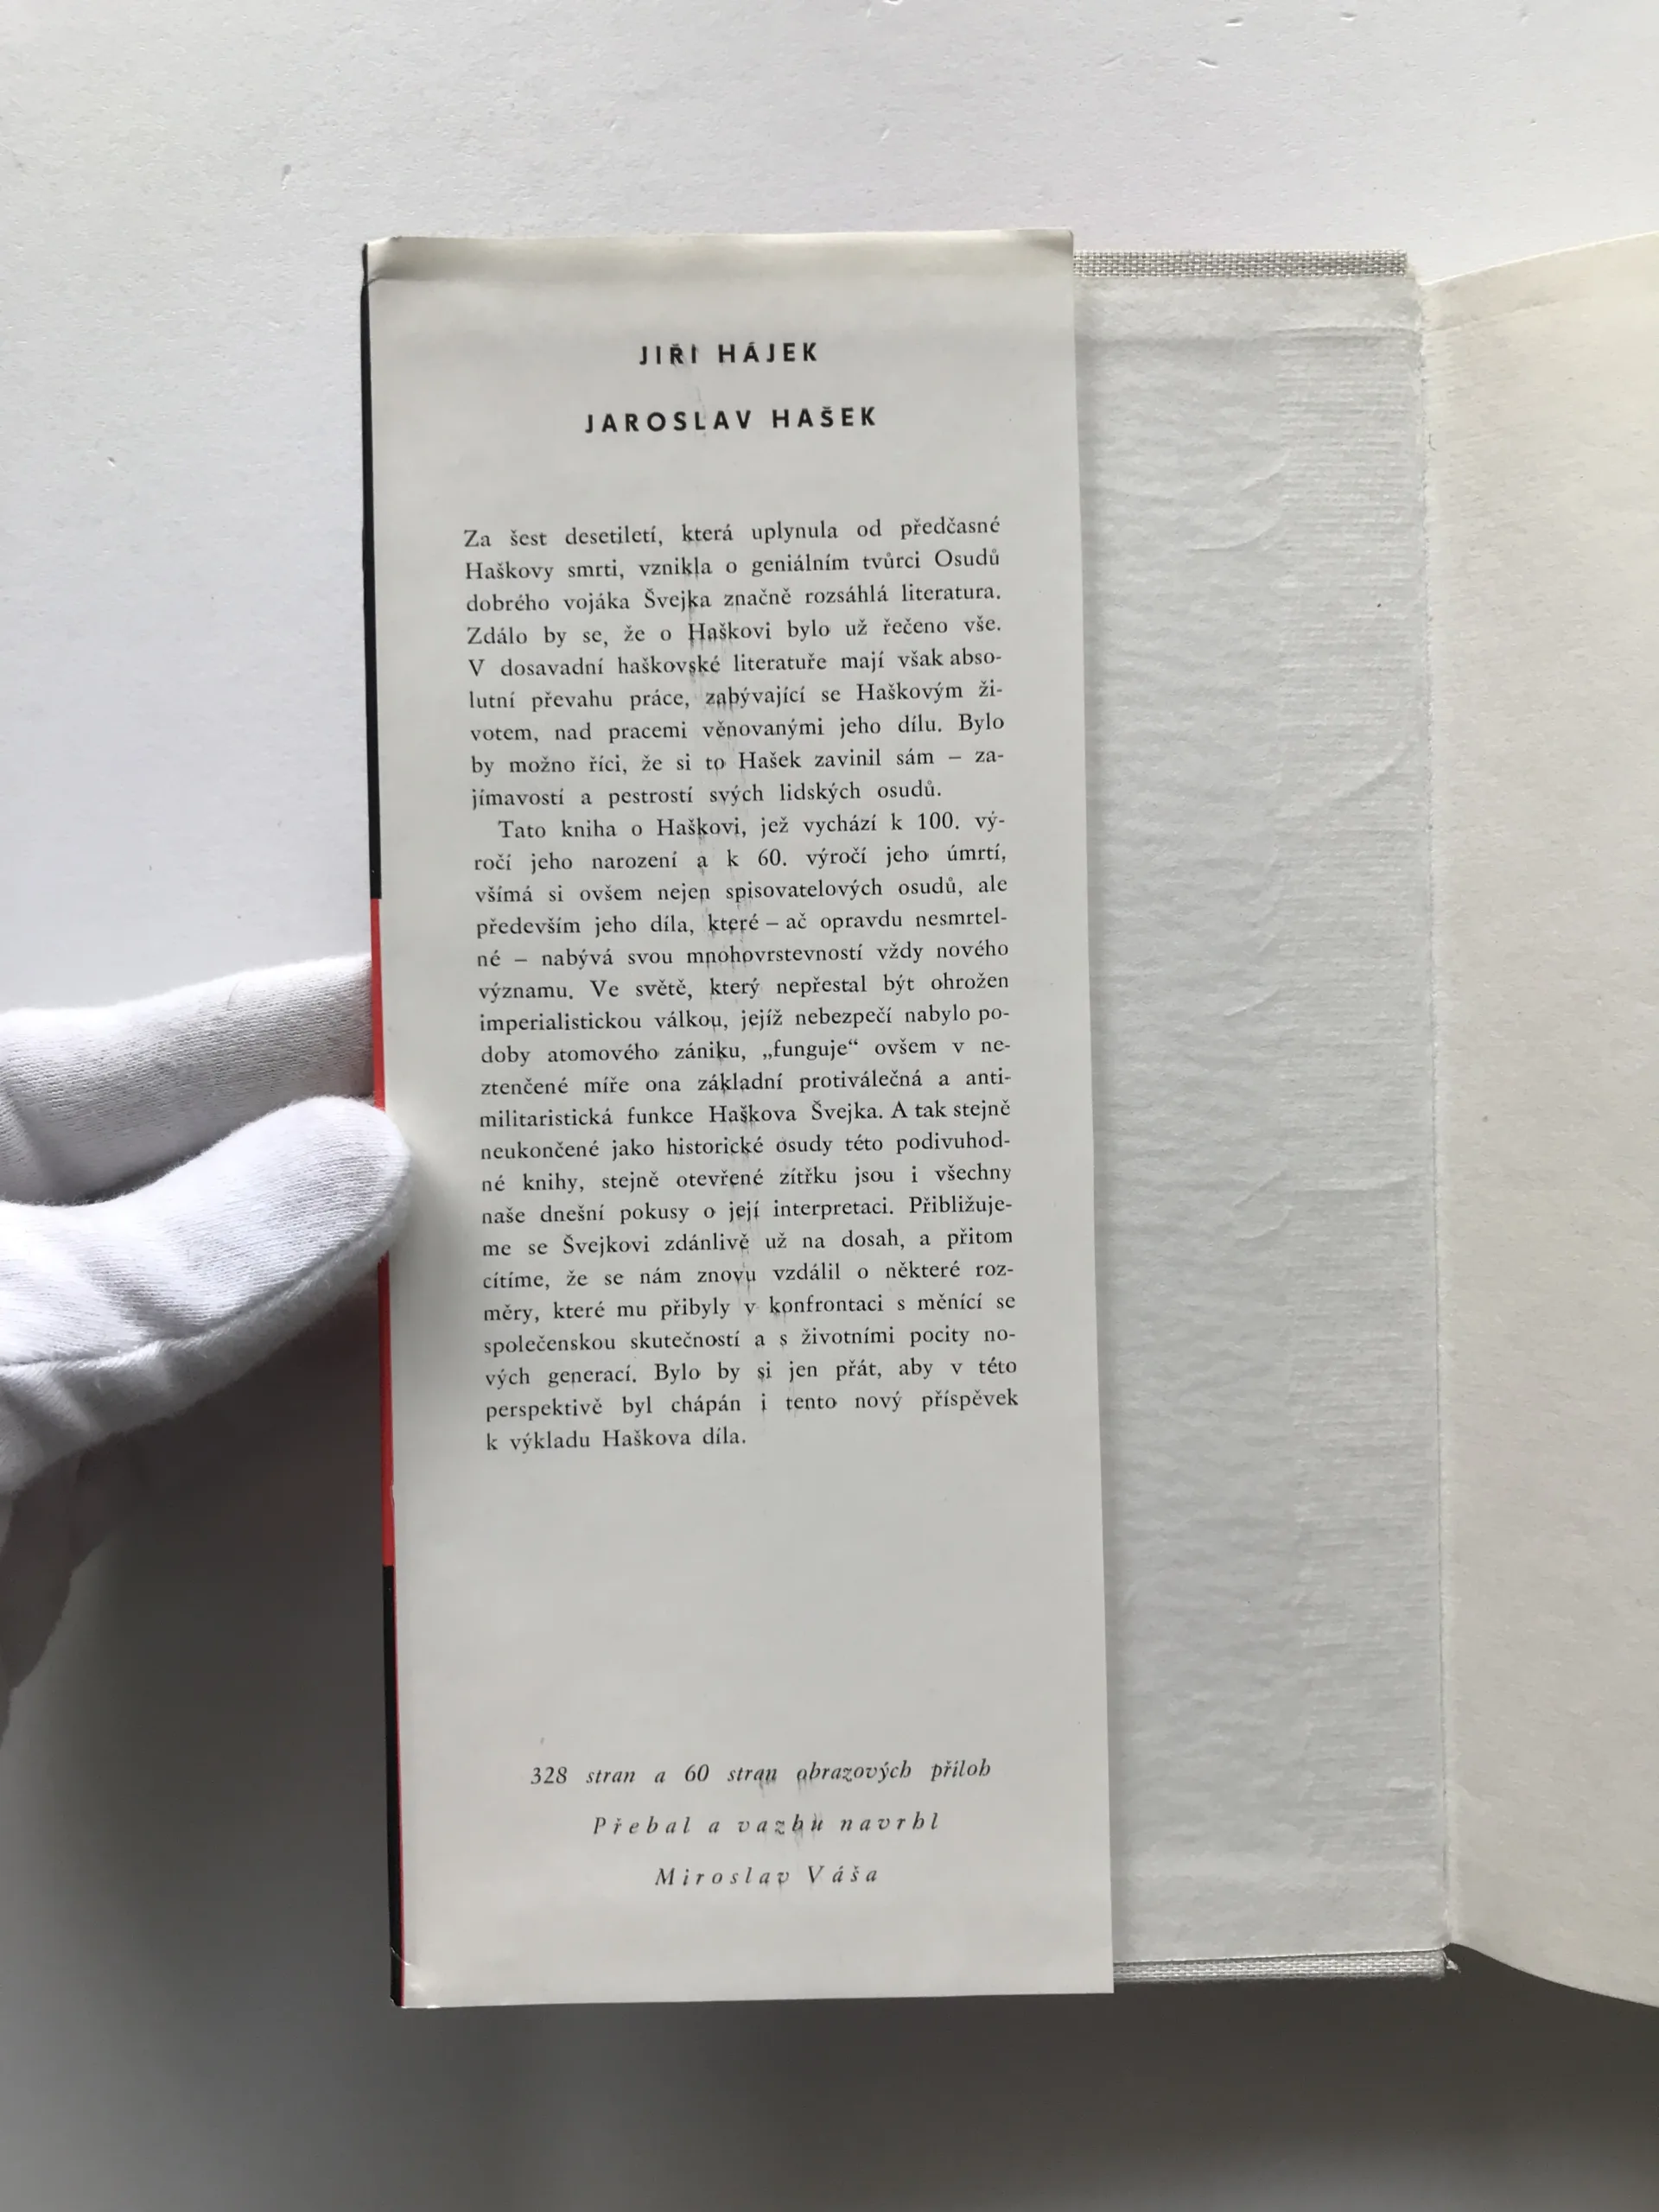 JIŘI HÁJEK
JAROSLAV HAŠEK
Za šest desetiletí, která uplynula od předčasné
Haškovy smrti, vznikla o geniálním tvůrci Osudů
dobrého vojáka Švejka značně rozsáhlá literatura.
Zdálo by se, že o Haškovi bylo už řečeno vše.
V dosavadní haškovské literatuře mají však abso-
lutní převahu práce, zabývající se Haškovým ži-
votem, nad pracemi věnovanými jeho dílu. Bylo
by možno říci, že si to Hašek zavinil sám – za-
jímavostí a pestrostí svých lidských osudů.
Tato kniha o Haškovi, jež vychází k 100. vý-
ročí jeho narození a k 60. výročí jeho úmrtí,
všímá si ovšem nejen spisovatelových osudů, ale
především jeho díla, které – ač opravdu nesmrtel-
né – nabývá svou mnohovrstevností vždy nového
významu. Ve světě, který nepřestal být ohrožen
imperialistickou válkou, jejíž nebezpečí nabylo po-
doby atomového zániku, „funguje“ ovšem v ne-
ztenčené míře ona základní protiválečná a anti-
militaristická funkce Haškova Švejka. A tak stejně
neukončené jako historické osudy této podivuhod-
né knihy, stejně otevřené zítřku jsou i všechny
naše dnešní pokusy o její interpretaci. Přibližuje-
me se Švejkovi zdánlivě už na dosah, a přitom
cítíme, že se nám znovu vzdálil o některé roz-
měry, které mu přibyly v konfrontaci s měnící se
společenskou skutečností a s životními pocity no-
vých generací. Bylo by si jen přát, aby v této
perspektivě byl chápán i tento nový příspěvek
k výkladu Haškova díla.
328 stran a 60 stran obrazových příloh
Přebal a vazbu navrhl
Miroslav Váša